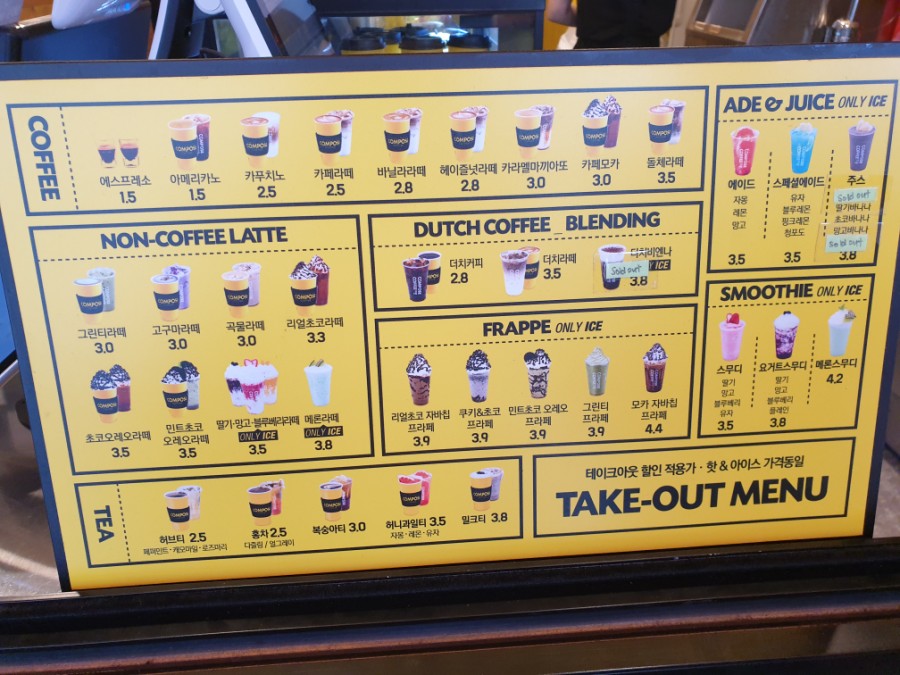 COFFEE
에스프레소
1.5
아메리카노
1.5
카푸치노
2.5
카페라떼
2.5
바닐라라떼
2.8
헤이즐넛라떼
2.8
카라멜마끼아또
3.0
카페모카
3.0
돌체라떼
3.5
ADE & JUICE ONLY ICE
에이드
자몽
레몬
망고
3.5
스페셜에이드
유자
블루레몬
핑크레몬
청포도
3.5
주스
Sold out
딸기바나나
초코바나나
망고바나나
Sold out
3.8
NON-COFFEE LATTE
그린티라떼
3.0
고구마라떼
3.0
곡물라떼
3.0
리얼초코라떼
3.3
초코오레오라떼
3.5
민트초코
오레오라떼
3.5
딸기·망고·블루베리라떼
ONLY ICE
3.5
메론라떼
ONLY ICE
3.8
DUTCH COFFEE _ BLENDING
더치커피
2.8
더치라떼
3.5
더치비엔나
Sold out
ICE
3.8
FRAPPE ONLY ICE
리얼초코 자바칩
프라페
3.9
쿠키&초코
프라페
3.9
민트초코 오레오
프라페
3.9
그린티
프라페
3.9
모카 자바칩
프라페
4.4
SMOOTHIE ONLY ICE
스무디
딸기
망고
블루베리
유자
3.5
요거트스무디
딸기
망고
블루베리
플레인
3.8
메론스무디
4.2
TEA
허브티 2.5
페퍼민트·캐모마일·로즈마리
홍차 2.5
다즐링 / 얼그레이
복숭아티 3.0
허니과일티 3.5
자몽·레몬·유자
밀크티 3.8
테이크아웃 할인 적용가 · 핫 & 아이스 가격동일
TAKE-OUT MENU